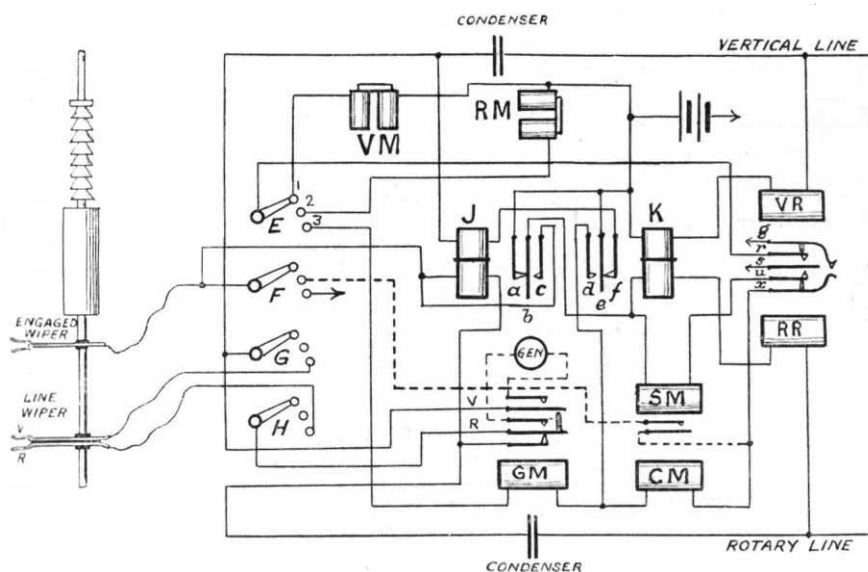 CONDENSER
VERTICAL LINE
VM
RM
1
2
3
E
J
K
VR
g
r
s
u
x
a
b
c
d
e
f
F
ENGAGED
WIPER
G
GEN
RR
LINE
WIPER
V
R
H
V
R
SM
GM
CM
CONDENSER
ROTARY LINE